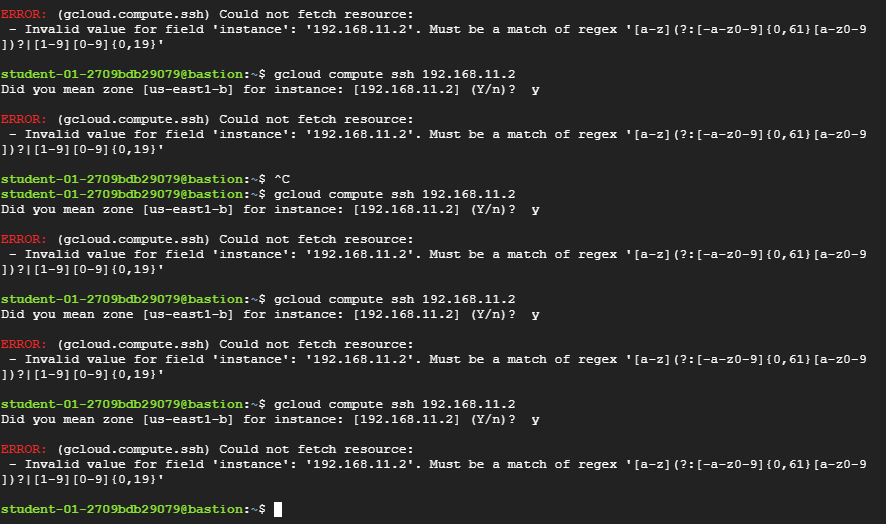 ERROR: (gcloud.compute.ssh) Could not fetch resource:
 - Invalid value for field 'instance': '192.168.11.2'. Must be a match of regex '[a-z](?:[-a-z0-9]{0,61}[a-z0-9
])?|[1-9][0-9]{0,19}'
student-01-2709bdb29079@bastion:~$ gcloud compute ssh 192.168.11.2
Did you mean zone [us-east1-b] for instance: [192.168.11.2] (Y/n)?  y
ERROR: (gcloud.compute.ssh) Could not fetch resource:
 - Invalid value for field 'instance': '192.168.11.2'. Must be a match of regex '[a-z](?:[-a-z0-9]{0,61}[a-z0-9
])?|[1-9][0-9]{0,19}'
student-01-2709bdb29079@bastion:~$ ^C
student-01-2709bdb29079@bastion:~$ gcloud compute ssh 192.168.11.2
Did you mean zone [us-east1-b] for instance: [192.168.11.2] (Y/n)?  y
ERROR: (gcloud.compute.ssh) Could not fetch resource:
 - Invalid value for field 'instance': '192.168.11.2'. Must be a match of regex '[a-z](?:[-a-z0-9]{0,61}[a-z0-9
])?|[1-9][0-9]{0,19}'
student-01-2709bdb29079@bastion:~$ gcloud compute ssh 192.168.11.2
Did you mean zone [us-east1-b] for instance: [192.168.11.2] (Y/n)?  y
ERROR: (gcloud.compute.ssh) Could not fetch resource:
 - Invalid value for field 'instance': '192.168.11.2'. Must be a match of regex '[a-z](?:[-a-z0-9]{0,61}[a-z0-9
])?|[1-9][0-9]{0,19}'
student-01-2709bdb29079@bastion:~$ gcloud compute ssh 192.168.11.2
Did you mean zone [us-east1-b] for instance: [192.168.11.2] (Y/n)?  y
ERROR: (gcloud.compute.ssh) Could not fetch resource:
 - Invalid value for field 'instance': '192.168.11.2'. Must be a match of regex '[a-z](?:[-a-z0-9]{0,61}[a-z0-9
])?|[1-9][0-9]{0,19}'
student-01-2709bdb29079@bastion:~$